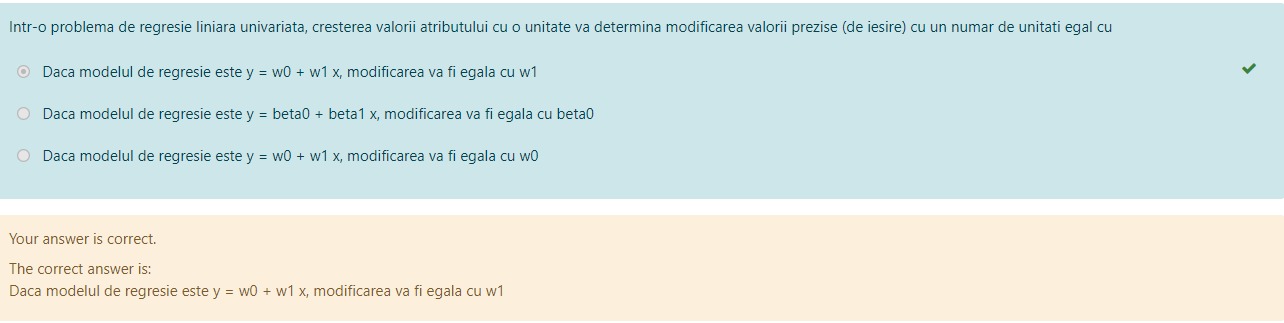 Intr-o problema de regresie liniara univariata, cresterea valorii atributului cu o unitate va determina modificarea valorii prezise (de iesire) cu un numar de unitati egal cu
Daca modelul de regresie este y = w0 + w1 x, modificarea va fi egala cu w1
Daca modelul de regresie este y = beta0 + beta1 x, modificarea va fi egala cu beta0
Daca modelul de regresie este y = w0 + w1 x, modificarea va fi egala cu w0
Your answer is correct.
The correct answer is:
Daca modelul de regresie este y = w0 + w1 x, modificarea va fi egala cu w1